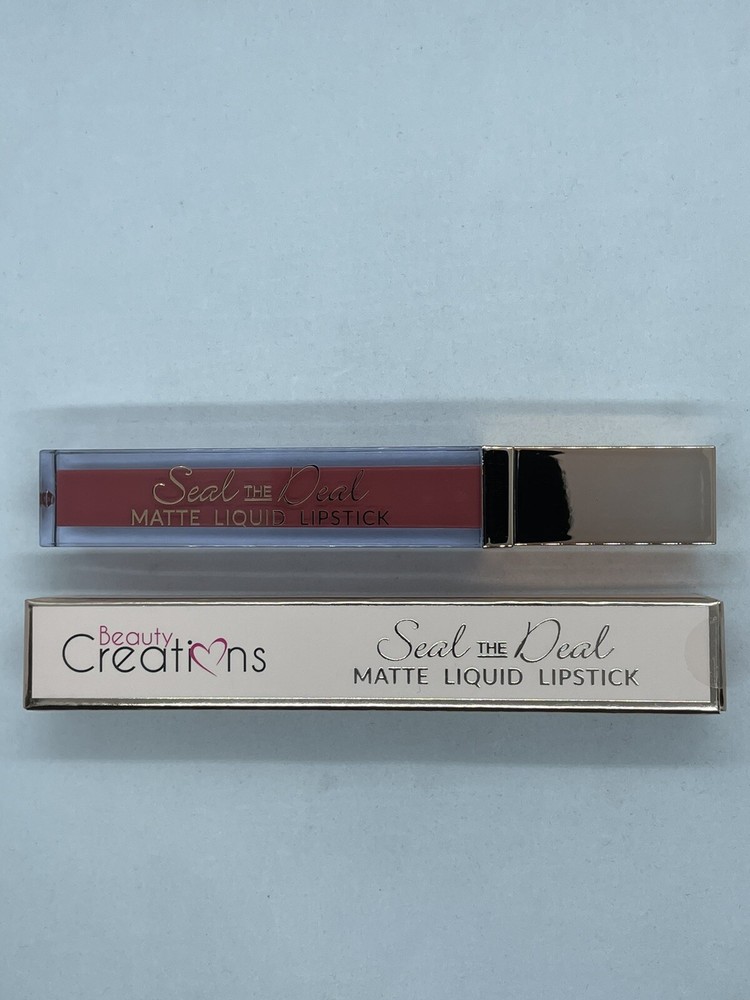 Seal THE Deal
MATTE LIQUID LIPSTICK
Beauty
Creations
Seal THE Deal
MATTE LIQUID LIPSTICK